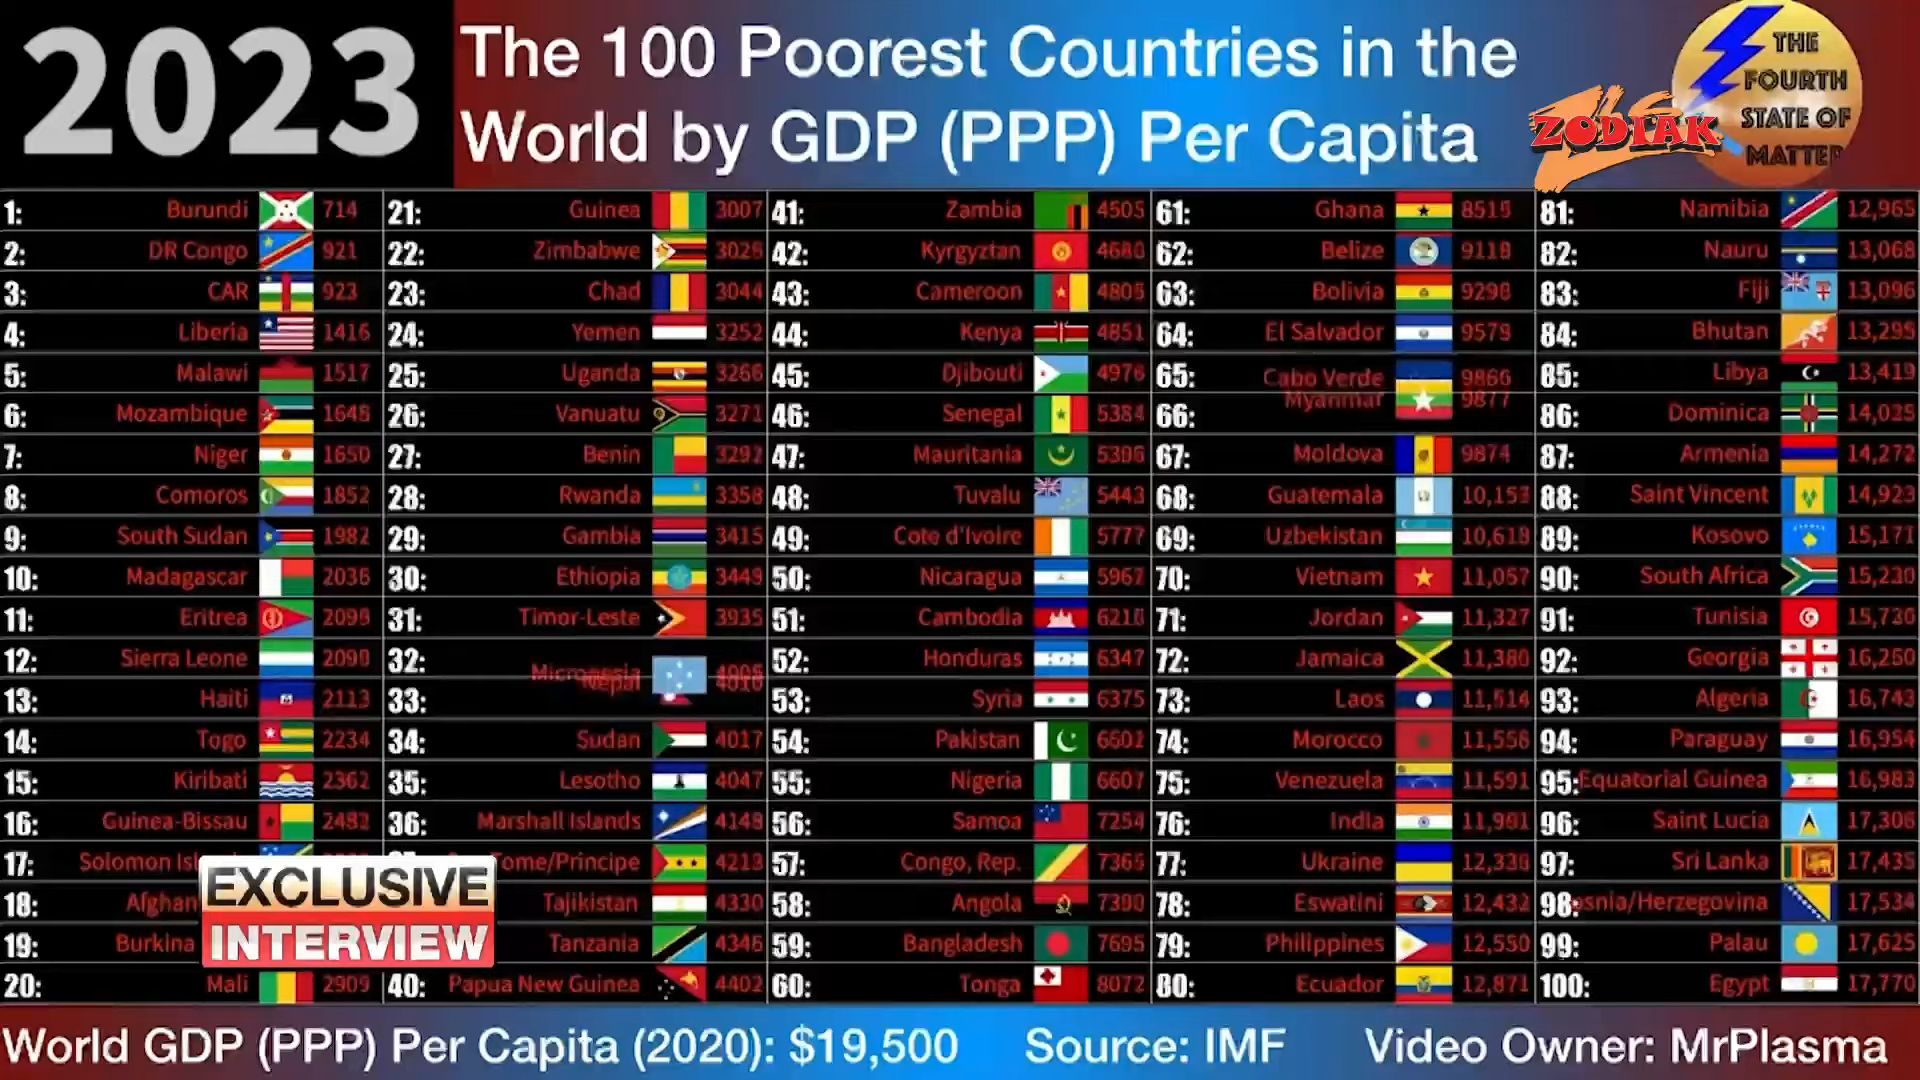 2023
The 100 Poorest Countries in the
World by GDP (PPP) Per Capita
THE
FOURTH
STATE OF
MATTER
ZODIAK
1: Burundi 714
2: DR Congo 921
3: CAR 923
4: Liberia 1416
5: Malawi 1517
6: Mozambique 1648
7: Niger 1650
8: Comoros 1852
9: South Sudan 1982
10: Madagascar 2036
11: Eritrea 2098
12: Sierra Leone 2090
13: Haiti 2113
14: Togo 2234
15: Kiribati 2362
16: Guinea-Bissau 2482
17: Solomon
18:
19: Burkina
20: Mali 2909
21: Guinea 3007
22: Zimbabwe 3028
23: Chad 3044
24: Yemen 3252
25: Uganda 3266
26: Vanuatu 3271
27: Benin 3292
28: Rwanda 3358
29: Gambia 3415
30: Ethiopia 3449
31: Timor-Leste 3935
32: Micronesia
33: Nepal 4010
34: Sudan 4017
35: Lesotho 4047
36: Marshall Islands 4148
Tome/Principe 4213
Tajikistan 4330
Tanzania 4346
40: Papua New Guinea 4402
41: Zambia 4505
42: Kyrgyztan 4680
43: Cameroon 4805
44: Kenya 4851
45: Djibouti 4976
46: Senegal 5384
47: Mauritania 5395
48: Tuvalu 5443
49: Cote d'Ivoire 5777
50: Nicaragua 5967
51: Cambodia 6216
52: Honduras 6347
53: Syria 6375
54: Pakistan 6602
55: Nigeria 6607
56: Samoa 7254
57: Congo, Rep. 7365
58: Angola 7390
59: Bangladesh 7695
60: Tonga 8072
61: Ghana 8515
62: Belize 9118
63: Bolivia 9298
64: El Salvador 9579
65: Cabo Verde 9866
66: Myanmar 9877
67: Moldova 9874
68: Guatemala 10,153
69: Uzbekistan 10,618
70: Vietnam 11,057
71: Jordan 11,327
72: Jamaica 11,380
73: Laos 11,514
74: Morocco 11,556
75: Venezuela 11,591
76: India 11,991
77: Ukraine 12,338
78: Eswatini 12,432
79: Philippines 12,550
80: Ecuador 12,871
81: Namibia 12,965
82: Nauru 13,068
83: Fiji 13,096
84: Bhutan 13,295
85: Libya 13,419
86: Dominica 14,025
87: Armenia 14,272
88: Saint Vincent 14,923
89: Kosovo 15,171
90: South Africa 15,230
91: Tunisia 15,736
92: Georgia 16,250
93: Algeria 16,743
94: Paraguay 16,954
95: Equatorial Guinea 16,983
96: Saint Lucia 17,306
97: Sri Lanka 17,435
98: osnia/Herzegovina 17,534
99: Palau 17,625
100: Egypt 17,770
EXCLUSIVE
INTERVIEW
World GDP (PPP) Per Capita (2020): $19,500 Source: IMF Video Owner: MrPlasma